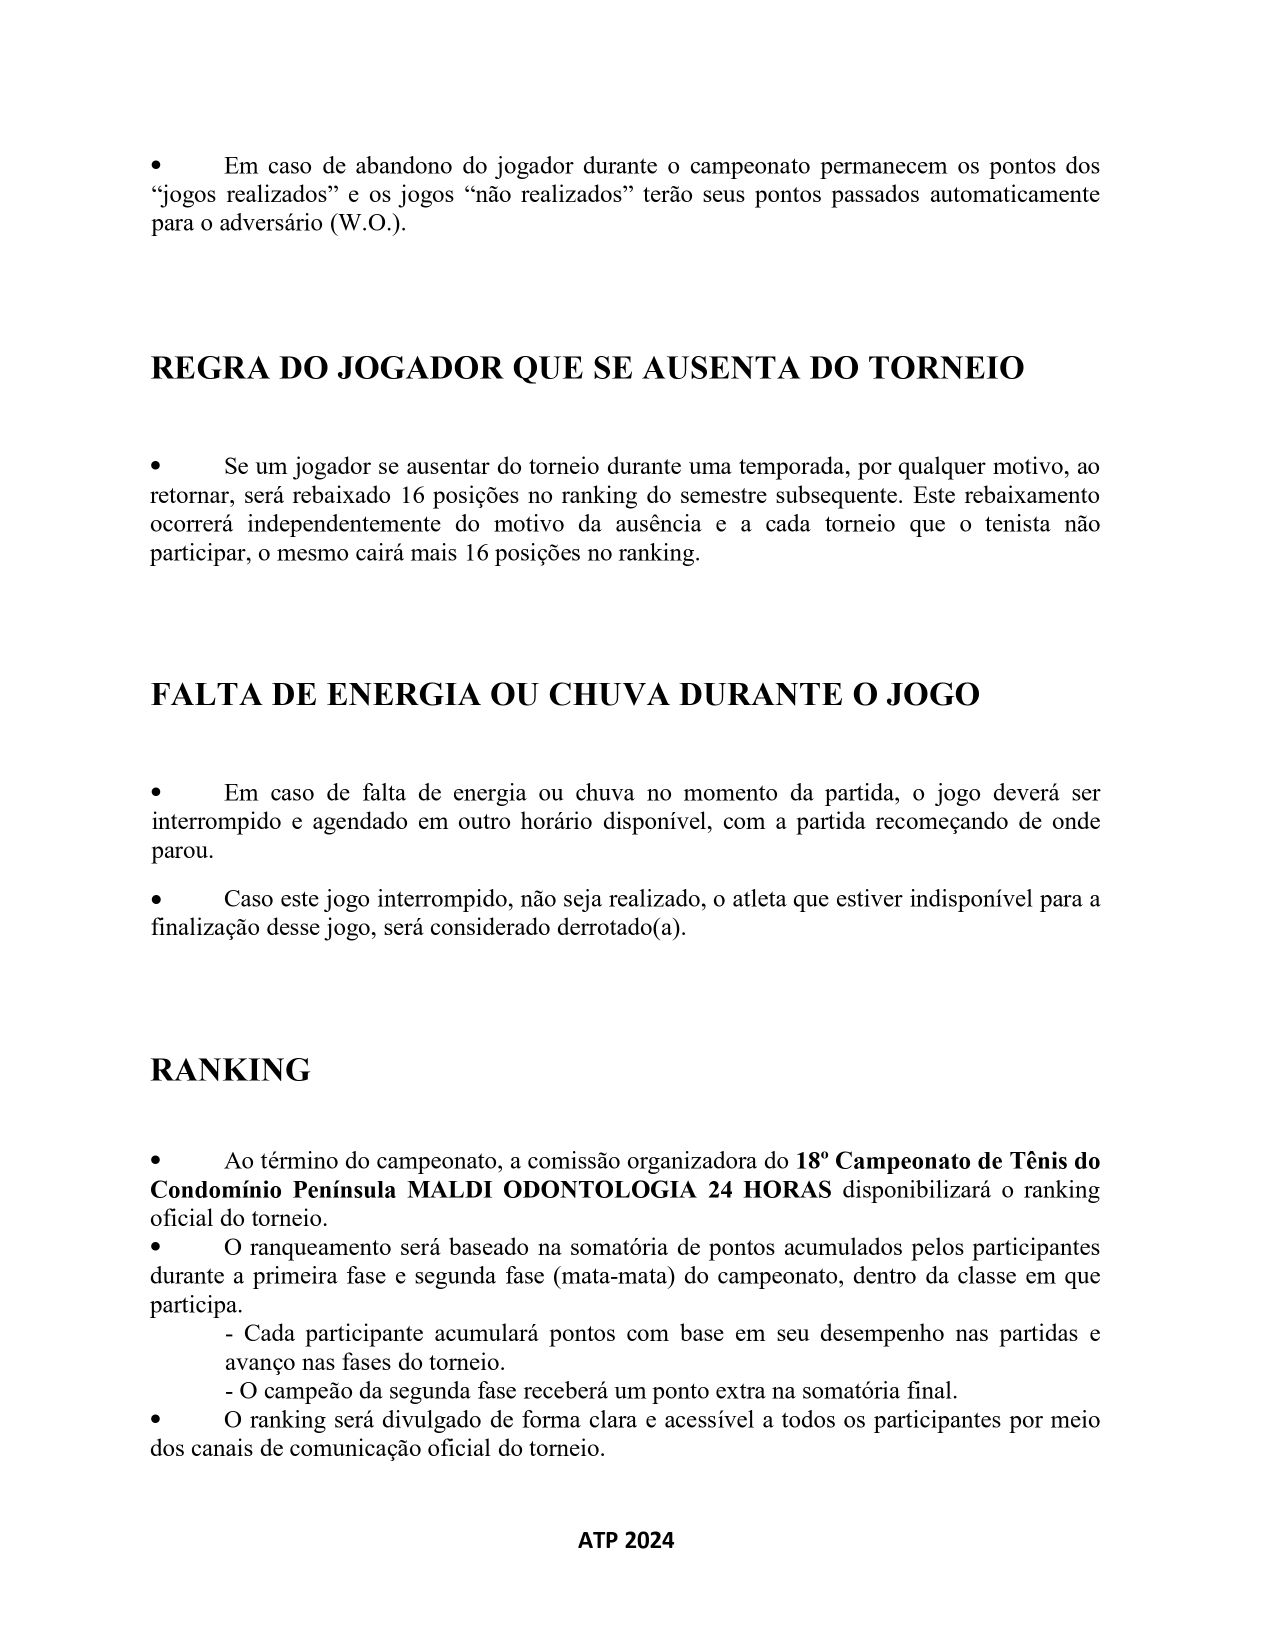 • Em caso de abandono do jogador durante o campeonato permanecem os pontos dos
“jogos realizados” e os jogos “não realizados” terão seus pontos passados automaticamente
para o adversário (W.O.).
REGRA DO JOGADOR QUE SE AUSENTA DO TORNEIO
• Se um jogador se ausentar do torneio durante uma temporada, por qualquer motivo, ao
retornar, será rebaixado 16 posições no ranking do semestre subsequente. Este rebaixamento
ocorrerá independentemente do motivo da ausência e a cada torneio que o tenista não
participar, o mesmo cairá mais 16 posições no ranking.
FALTA DE ENERGIA OU CHUVA DURANTE O JOGO
• Em caso de falta de energia ou chuva no momento da partida, o jogo deverá ser
interrompido e agendado em outro horário disponível, com a partida recomeçando de onde
parou.
• Caso este jogo interrompido, não seja realizado, o atleta que estiver indisponível para a
finalização desse jogo, será considerado derrotado(a).
RANKING
• Ao término do campeonato, a comissão organizadora do 18º Campeonato de Tênis do
Condomínio Península MALDI ODONTOLOGIA 24 HORAS disponibilizará o ranking
oficial do torneio.
• O ranqueamento será baseado na somatória de pontos acumulados pelos participantes
durante a primeira fase e segunda fase (mata-mata) do campeonato, dentro da classe em que
participa.
- Cada participante acumulará pontos com base em seu desempenho nas partidas e
avanço nas fases do torneio.
- O campeão da segunda fase receberá um ponto extra na somatória final.
• O ranking será divulgado de forma clara e acessível a todos os participantes por meio
dos canais de comunicação oficial do torneio.
ATP 2024